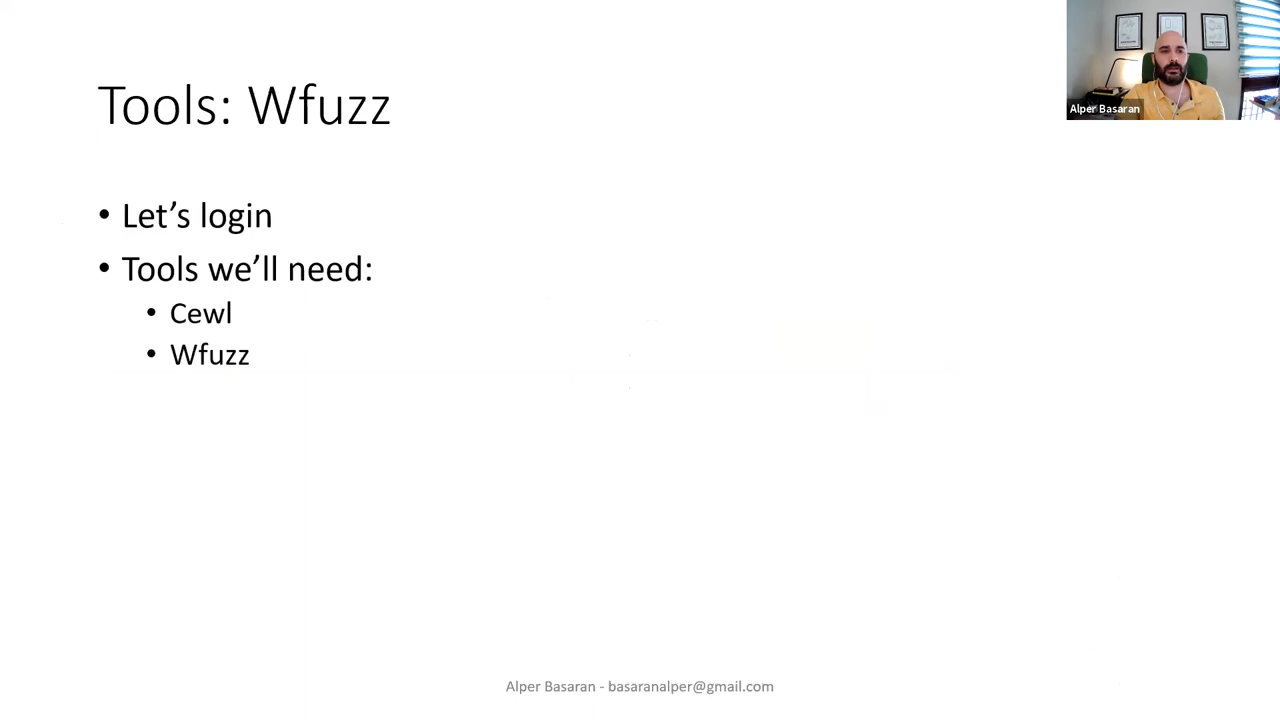 Tools: Wfuzz
Alper Basaran
• Let’s login
• Tools we’ll need:
• Cewl
• Wfuzz
Alper Basaran - basaranalper@gmail.com